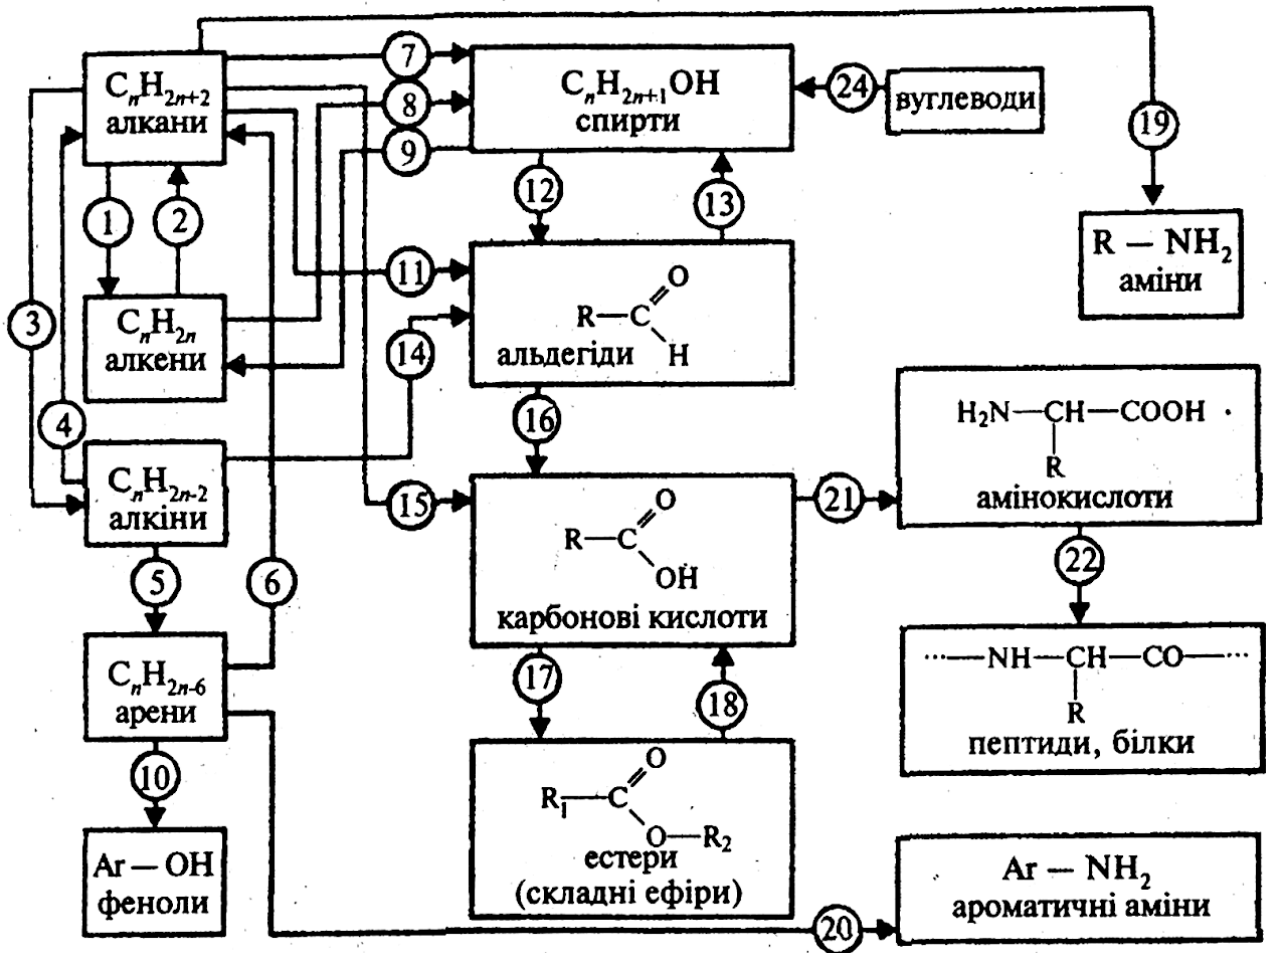 7
CₙH₂ₙ₊₂
алкани
8
9
CₙH₂ₙ₊₁OH
спирти
24
вуглеводи
19
1
2
12
13
R — NH₂
аміни
3
CₙH₂ₙ
алкени
11
O
R—C
H
альдегіди
14
4
16
H₂N—CH—COOH
R
амінокислоти
CₙH₂ₙ₋₂
алкіни
15
O
R—C
OH
карбонові кислоти
21
5
6
22
CₙH₂ₙ₋₆
арени
17
18
···—NH—CH—CO—···
R
пептиди, білки
10
O
R₁—C
O—R₂
естери
(складні ефіри)
Ar — OH
феноли
20
Ar — NH₂
ароматичні аміни